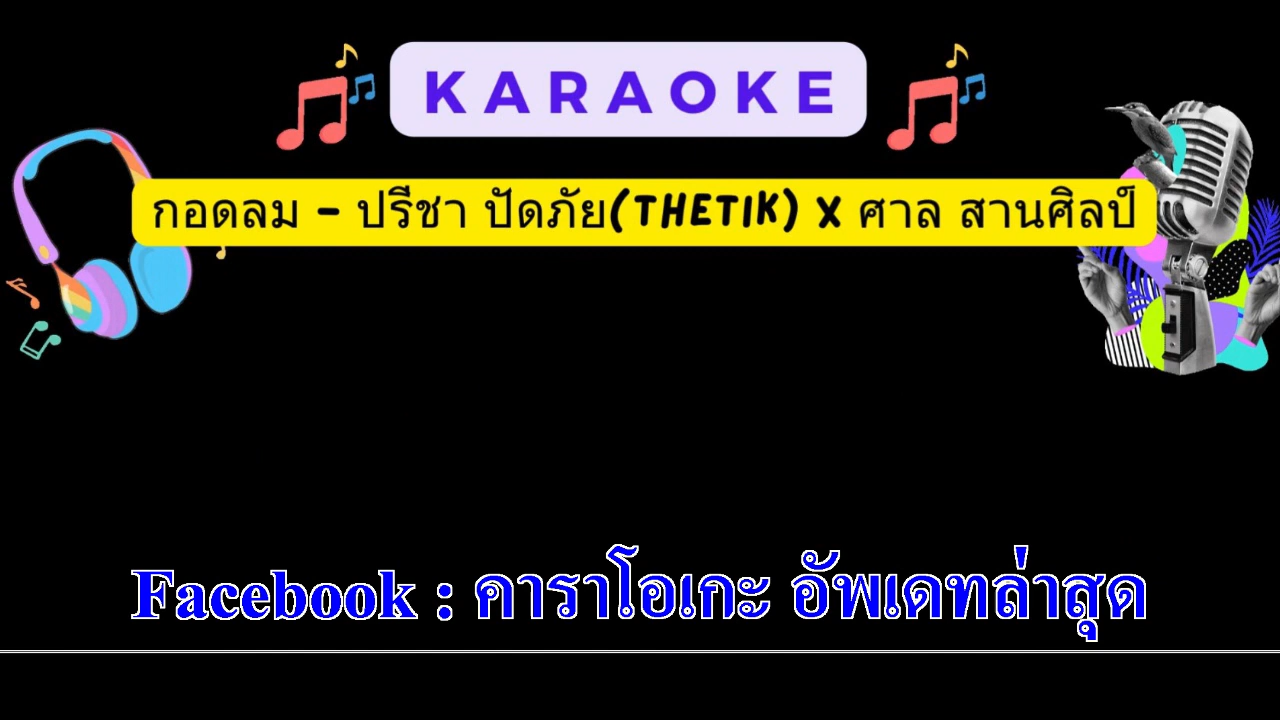 KARAOKE
กอดลม - ปรีชา ปัดภัย(THETIK) X ศาล สานศิลป์
Facebook : คาราโอเกะ อัพเดทล่าสุด